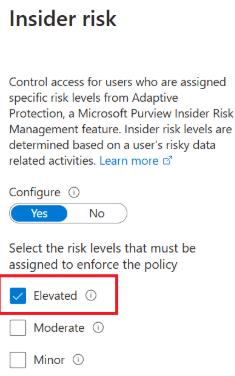 Insider risk
Control access for users who are assigned
specific risk levels from Adaptive
Protection, a Microsoft Purview Insider Risk
Management feature. Insider risk levels are
determined based on a user's risky data
related activities. Learn more
Configure
Yes No
Select the risk levels that must be
assigned to enforce the policy
Elevated
Moderate
Minor